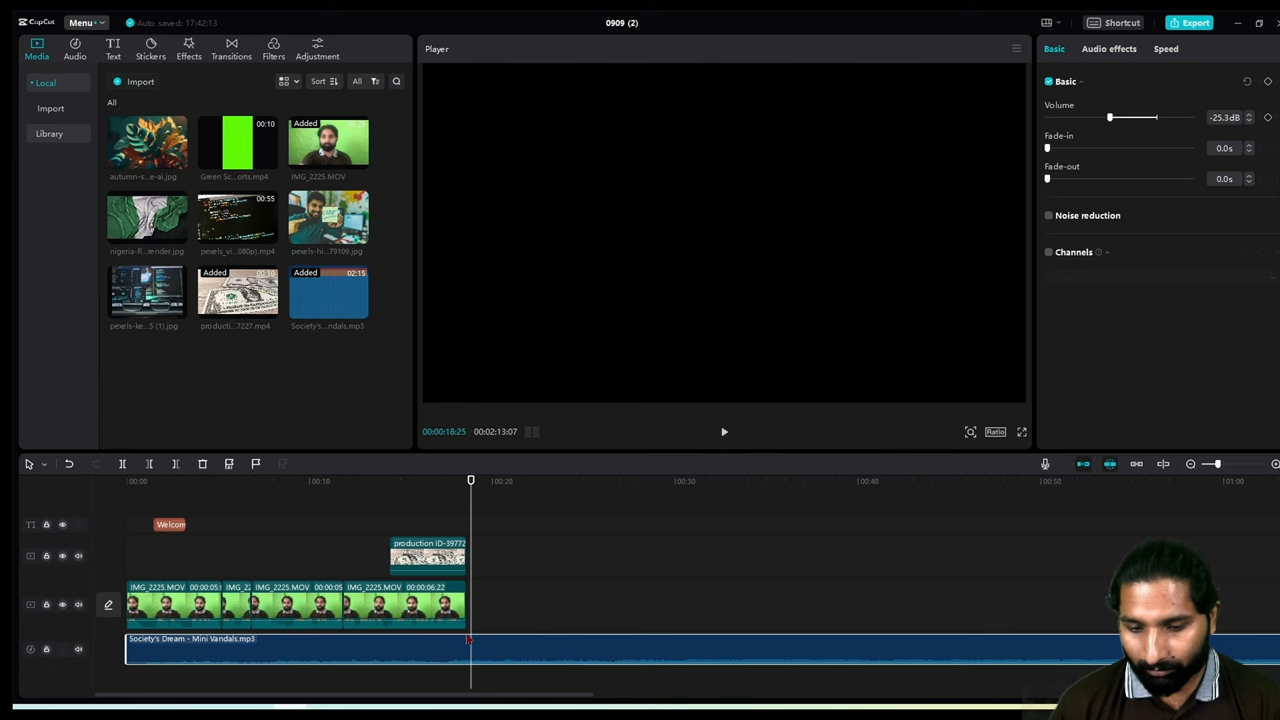 CapCut Menu Auto saved: 17:42:13 0909 (2) Shortcut Export
Media Audio Text Stickers Effects Transitions Filters Adjustment
Player
Basic Audio effects Speed
Local
Import
Library
Import Sort All
All
00:10 Added
autumn-s...e-ai.jpg Green Sc...orts.mp4 IMG_2225.MOV
00:55
nigeria-fl...render.jpg pexels_vi...080p).mp4 pexels-hi...79109.jpg
Added 00:10 Added 02:15
pexels-ke...5 (1).jpg producti...7227.mp4 Society's...ndals.mp3
Basic
Volume
-25.3dB
Fade-in
0.0s
Fade-out
0.0s
Noise reduction
Channels
00:00:18:25 00:02:13:07 Ratio
00:00 00:10 00:20 00:30 00:40 00:50 01:00
TI Welcom
production ID-39772
IMG_2225.MOV 00:00:05: IMG_22 IMG_2225.MOV 00:00:05 IMG_2225.MOV 00:00:06:22
Society's Dream - Mini Vandals.mp3